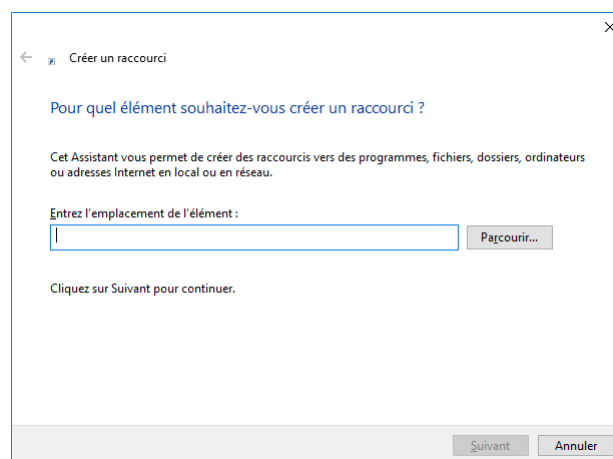 Créer un raccourci
Pour quel élément souhaitez-vous créer un raccourci ?
Cet Assistant vous permet de créer des raccourcis vers des programmes, fichiers, dossiers, ordinateurs
ou adresses Internet en local ou en réseau.
Entrez l'emplacement de l'élément :
Parcourir...
Cliquez sur Suivant pour continuer.
Suivant Annuler